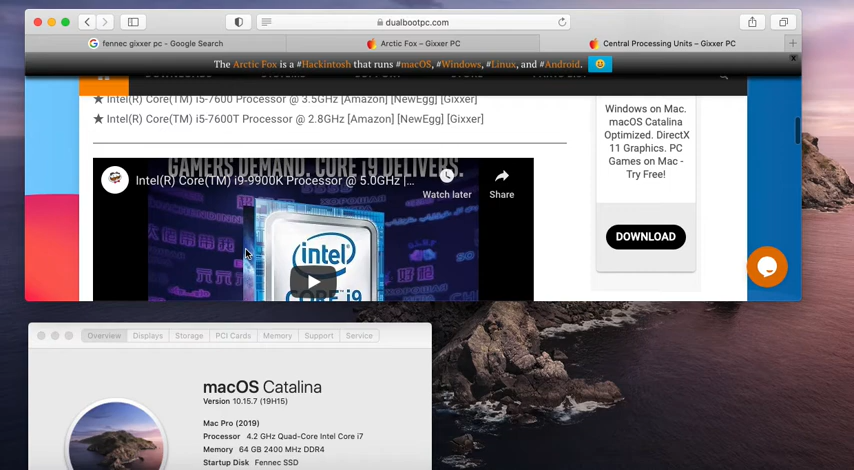 dualbootpc.com
fennec gixxer pc - Google Search
Arctic Fox – Gixxer PC
Central Processing Units – Gixxer PC
The Arctic Fox is a #Hackintosh that runs #macOS, #Windows, #Linux, and #Android.
x
★ Intel(R) Core(TM) i5-7600 Processor @ 3.5GHz [Amazon] [NewEgg] [Gixxer]
★ Intel(R) Core(TM) i5-7600T Processor @ 2.8GHz [Amazon] [NewEgg] [Gixxer]
GAMERS DEMAND. CORE i9 DELIVERS.
Intel(R) Core(TM) i9-9900K Processor @ 5.0GHz |...
Watch later
Share
intel
CORE i9
Windows on Mac.
macOS Catalina
Optimized. DirectX
11 Graphics. PC
Games on Mac -
Try Free!
DOWNLOAD
Overview Displays Storage PCI Cards Memory Support Service
macOS Catalina
Version 10.15.7 (19H15)
Mac Pro (2019)
Processor 4.2 GHz Quad-Core Intel Core i7
Memory 64 GB 2400 MHz DDR4
Startup Disk Fennec SSD